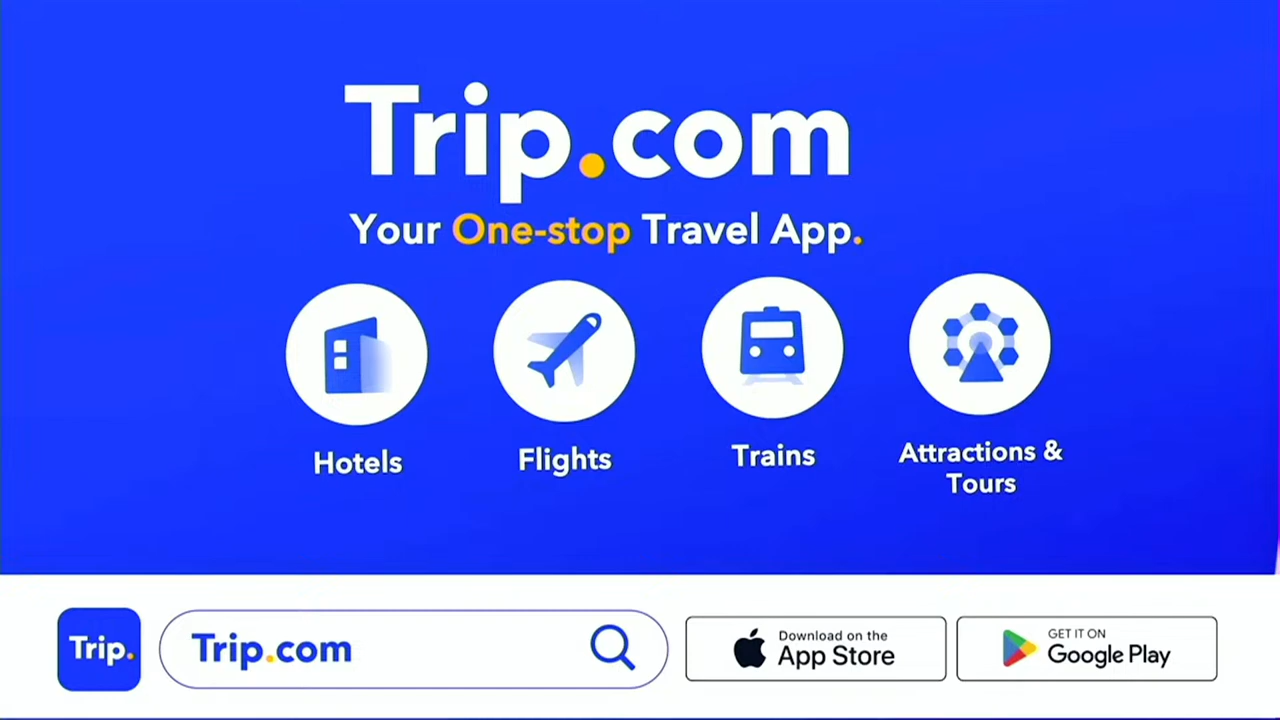 Trip.com
Your One-stop Travel App.
Hotels
Flights
Trains
Attractions &
Tours
Trip.
Trip.com
Download on the
App Store
GET IT ON
Google Play